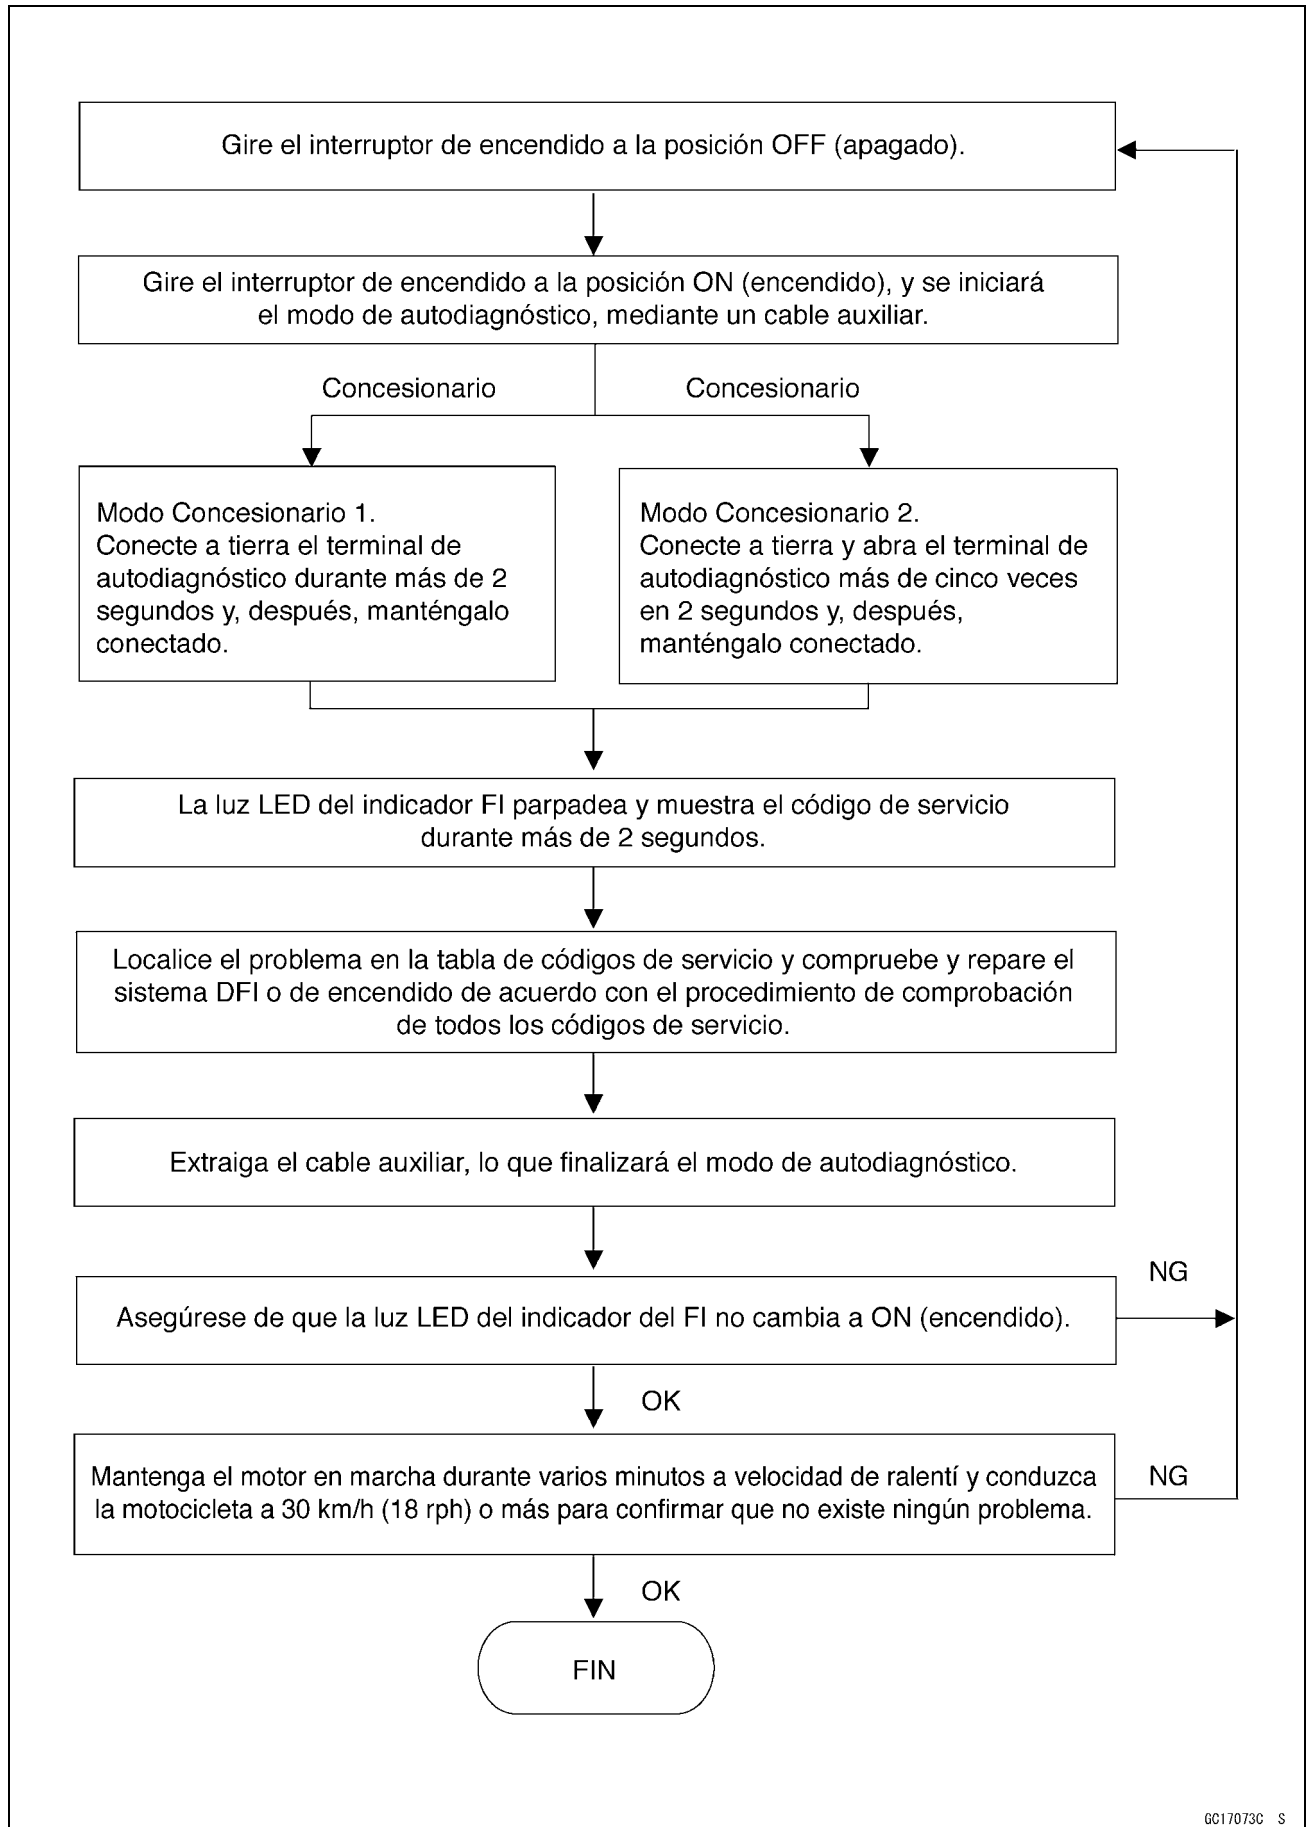 Gire el interruptor de encendido a la posición OFF (apagado).
Gire el interruptor de encendido a la posición ON (encendido), y se iniciará
el modo de autodiagnóstico, mediante un cable auxiliar.
Concesionario
Concesionario
Modo Concesionario 1.
Conecte a tierra el terminal de
autodiagnóstico durante más de 2
segundos y, después, manténgalo
conectado.
Modo Concesionario 2.
Conecte a tierra y abra el terminal de
autodiagnóstico más de cinco veces
en 2 segundos y, después,
manténgalo conectado.
La luz LED del indicador FI parpadea y muestra el código de servicio
durante más de 2 segundos.
Localice el problema en la tabla de códigos de servicio y compruebe y repare el
sistema DFI o de encendido de acuerdo con el procedimiento de comprobación
de todos los códigos de servicio.
Extraiga el cable auxiliar, lo que finalizará el modo de autodiagnóstico.
NG
Asegúrese de que la luz LED del indicador del FI no cambia a ON (encendido).
OK
Mantenga el motor en marcha durante varios minutos a velocidad de ralentí y conduzca
la motocicleta a 30 km/h (18 rph) o más para confirmar que no existe ningún problema.
NG
OK
FIN
GC17073C S